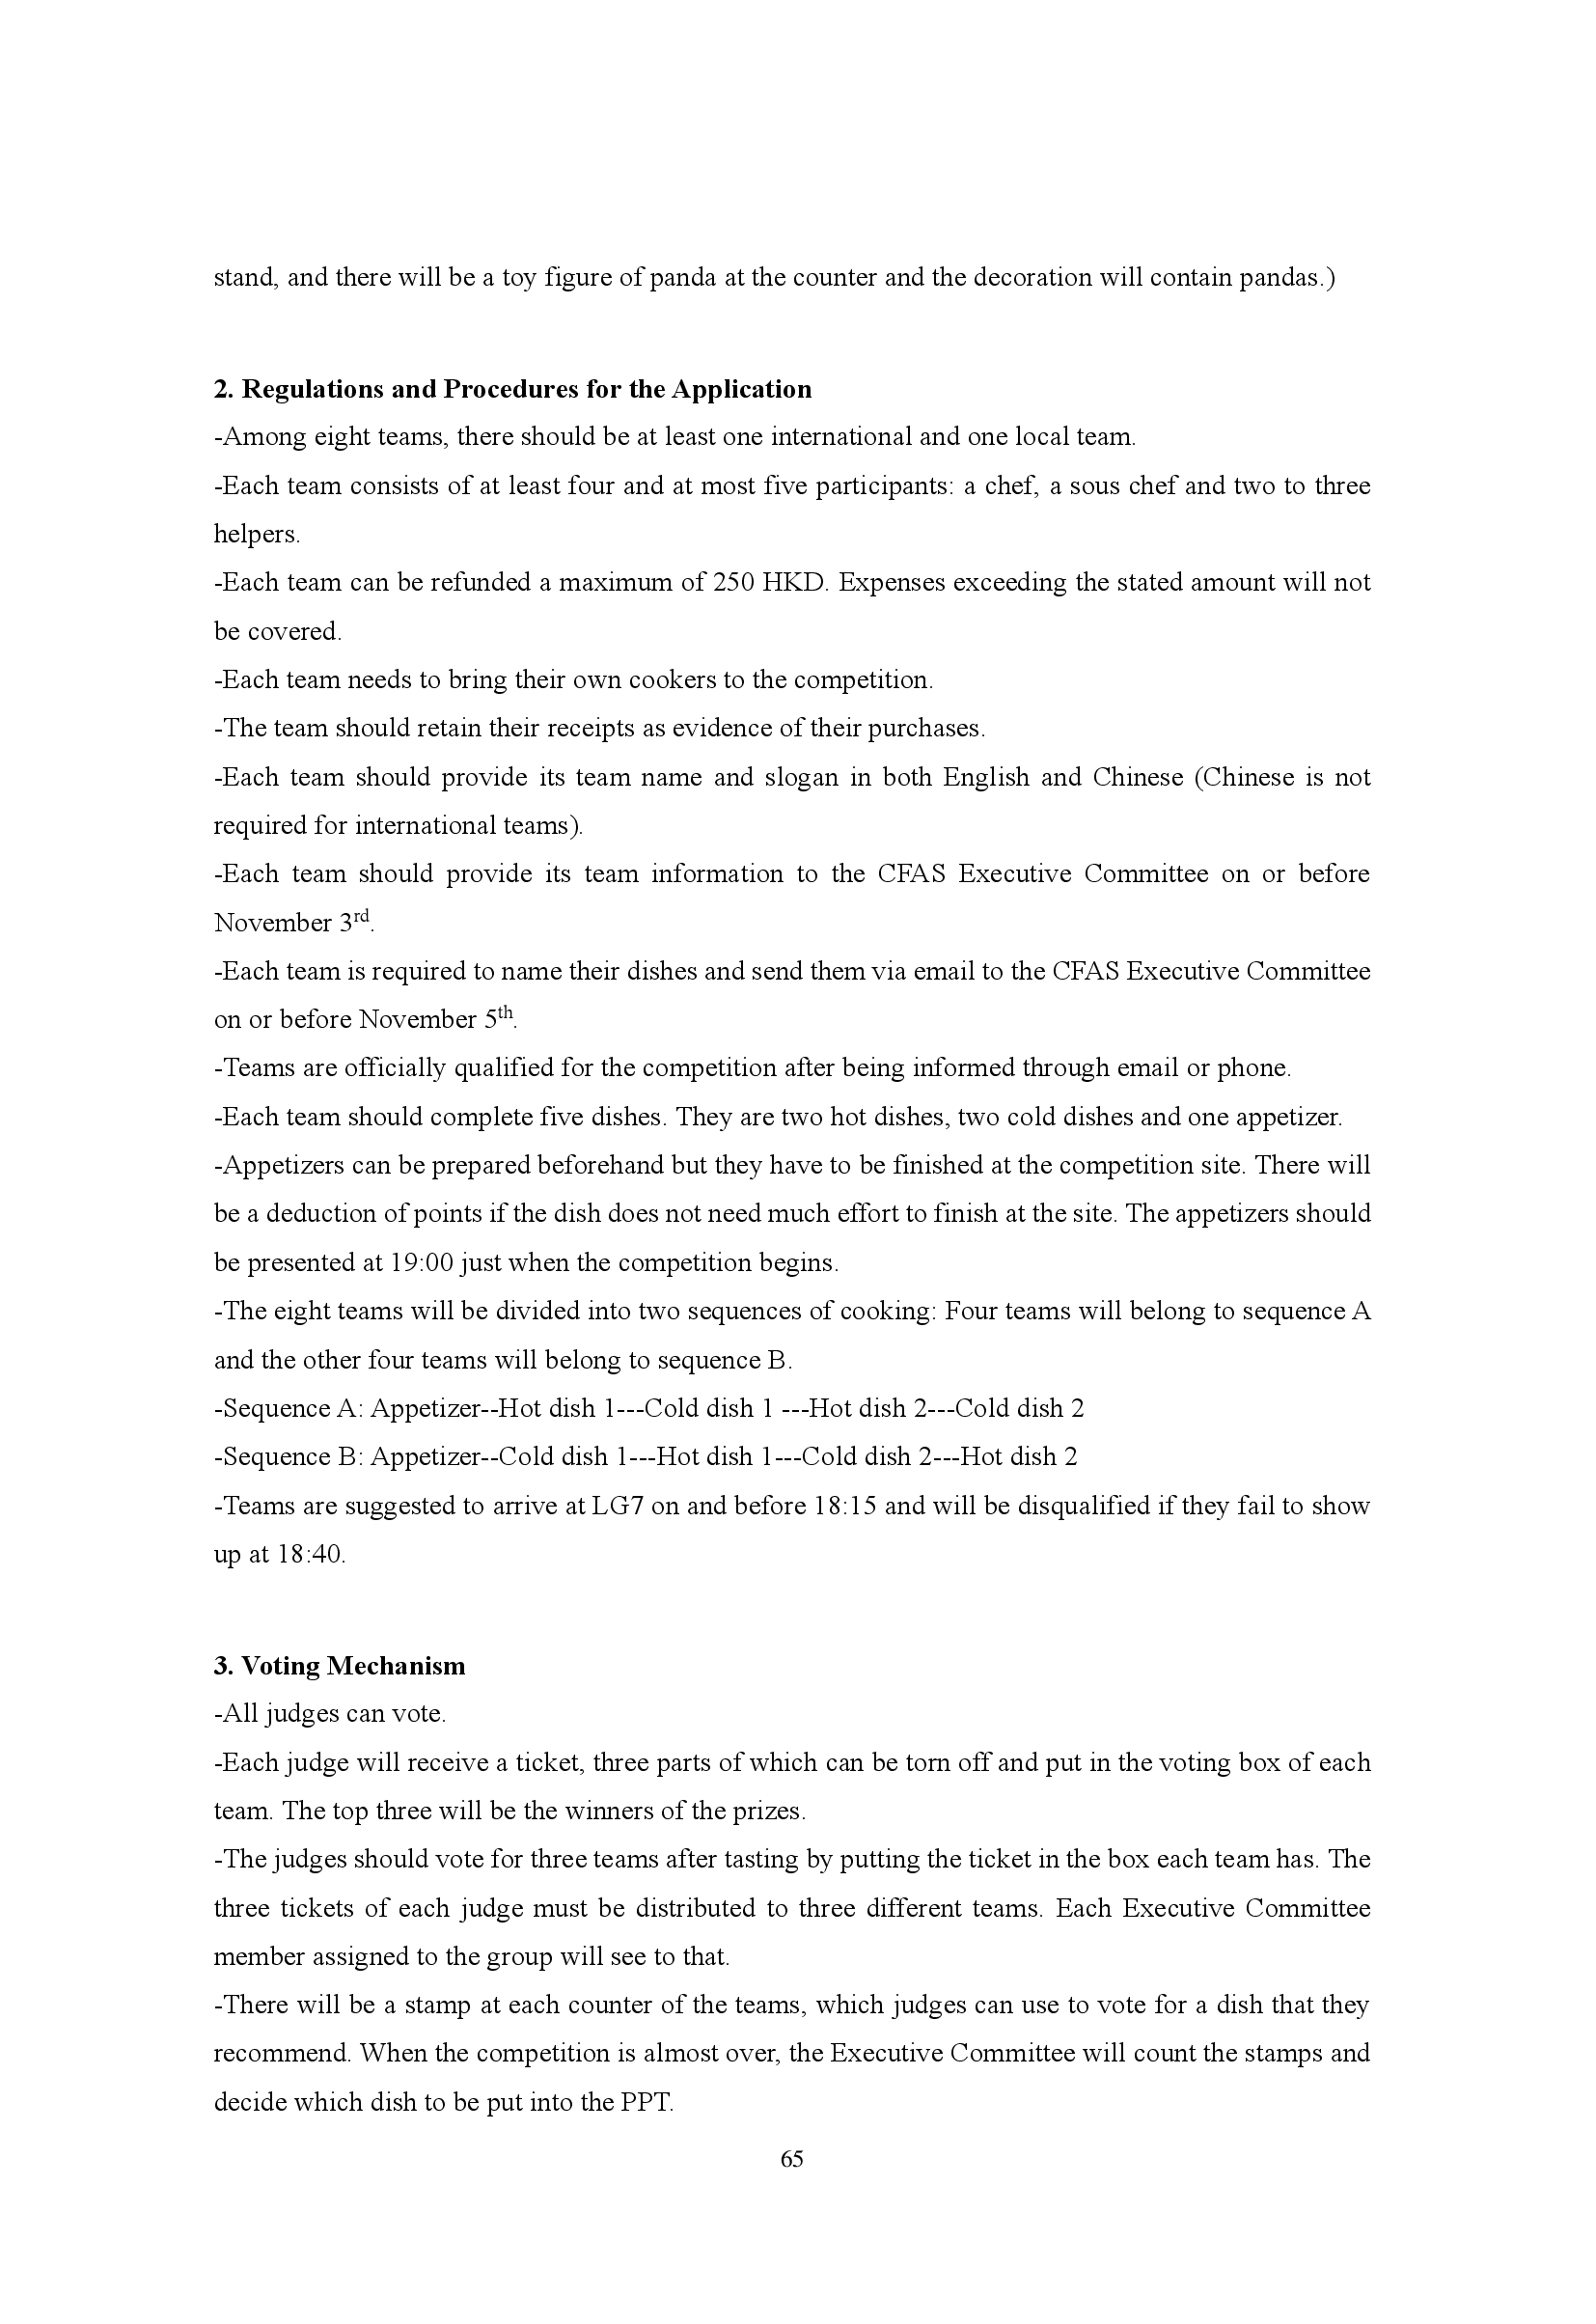 stand, and there will be a toy figure of panda at the counter and the decoration will contain pandas.)
2. Regulations and Procedures for the Application
-Among eight teams, there should be at least one international and one local team.
-Each team consists of at least four and at most five participants: a chef, a sous chef and two to three
helpers.
-Each team can be refunded a maximum of 250 HKD. Expenses exceeding the stated amount will not
be covered.
-Each team needs to bring their own cookers to the competition.
-The team should retain their receipts as evidence of their purchases.
-Each team should provide its team name and slogan in both English and Chinese (Chinese is not
required for international teams).
-Each team should provide its team information to the CFAS Executive Committee on or before
November 3rd.
-Each team is required to name their dishes and send them via email to the CFAS Executive Committee
on or before November 5th.
-Teams are officially qualified for the competition after being informed through email or phone.
-Each team should complete five dishes. They are two hot dishes, two cold dishes and one appetizer.
-Appetizers can be prepared beforehand but they have to be finished at the competition site. There will
be a deduction of points if the dish does not need much effort to finish at the site. The appetizers should
be presented at 19:00 just when the competition begins.
-The eight teams will be divided into two sequences of cooking: Four teams will belong to sequence A
and the other four teams will belong to sequence B.
-Sequence A: Appetizer--Hot dish 1---Cold dish 1 ---Hot dish 2---Cold dish 2
-Sequence B: Appetizer--Cold dish 1---Hot dish 1---Cold dish 2---Hot dish 2
-Teams are suggested to arrive at LG7 on and before 18:15 and will be disqualified if they fail to show
up at 18:40.
3. Voting Mechanism
-All judges can vote.
-Each judge will receive a ticket, three parts of which can be torn off and put in the voting box of each
team. The top three will be the winners of the prizes.
-The judges should vote for three teams after tasting by putting the ticket in the box each team has. The
three tickets of each judge must be distributed to three different teams. Each Executive Committee
member assigned to the group will see to that.
-There will be a stamp at each counter of the teams, which judges can use to vote for a dish that they
recommend. When the competition is almost over, the Executive Committee will count the stamps and
decide which dish to be put into the PPT.
65